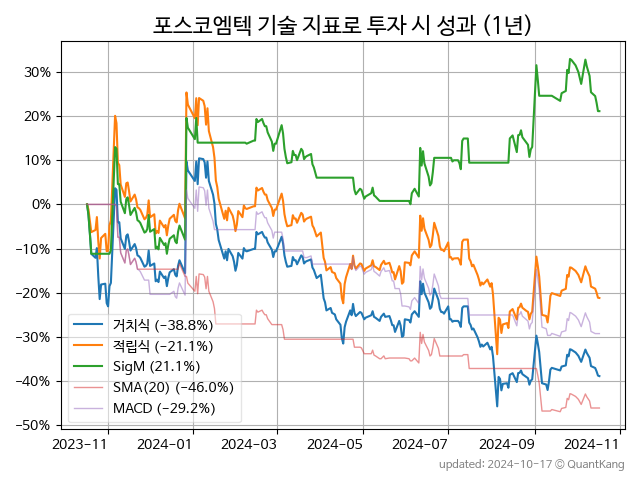 포스코엠텍 기술 지표로 투자 시 성과 (1년)
30%
20%
10%
0%
−10%
−20%
−30%
−40%
−50%
거치식 (−38.8%)
적립식 (−21.1%)
SigM (21.1%)
SMA(20) (−46.0%)
MACD (−29.2%)
2023-11 2024-01 2024-03 2024-05 2024-07 2024-09 2024-11
updated: 2024-10-17 © QuantKang